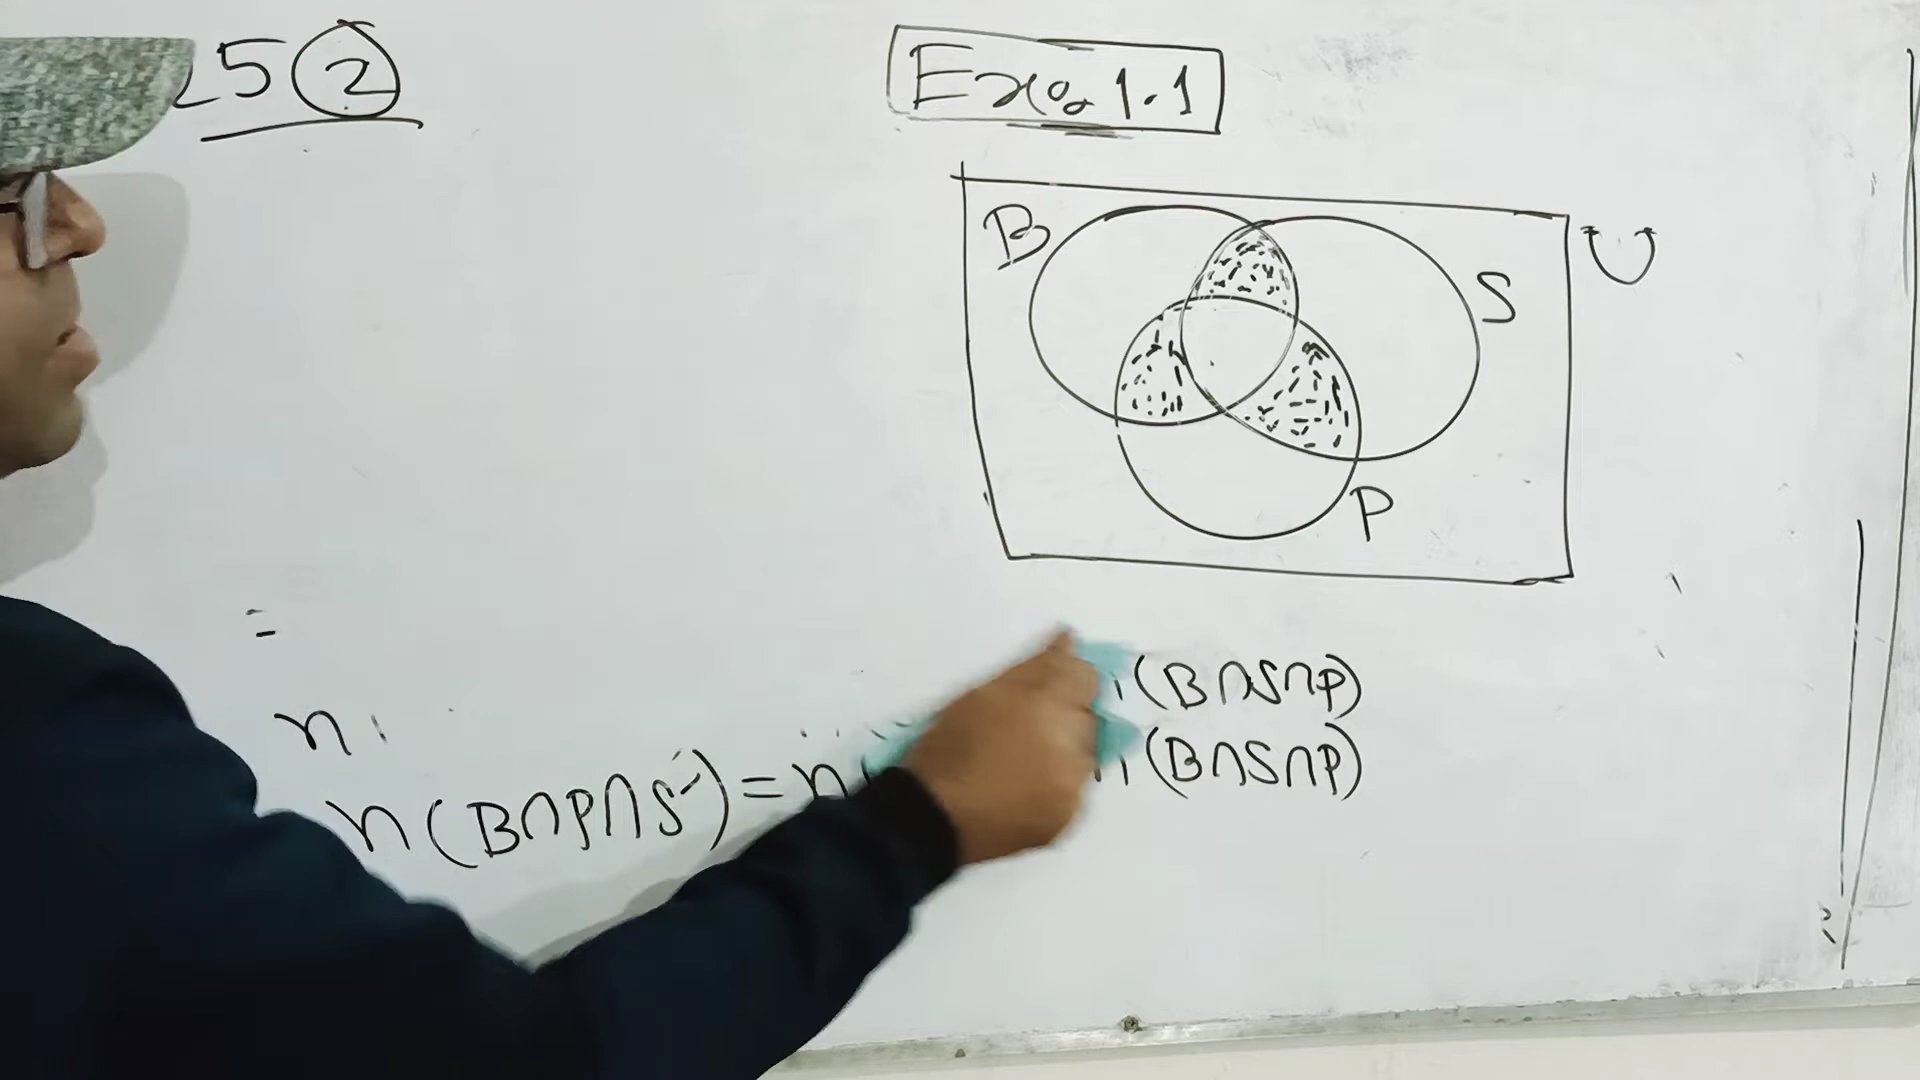 25 ②
Ex. 1.1
B
S
U
P
=
n
(B∩S∩P)
n(B∩P∩S') = n
(B∩S∩P)